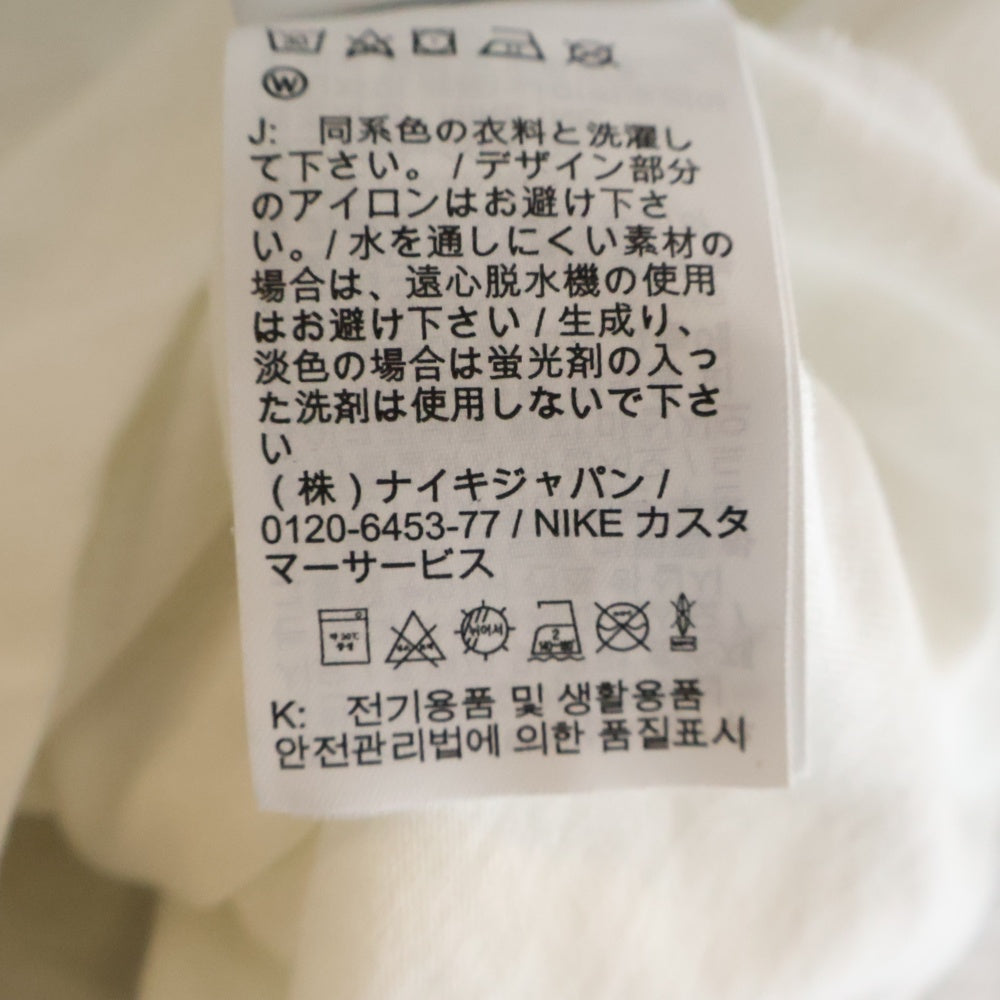 W
J: 同系色の衣料と洗濯し
て下さい。 / デザイン部分
のアイロンはお避け下さ
い。/ 水を通しにくい素材の
場合は、遠心脱水機の使用
はお避け下さい / 生成り、
淡色の場合は蛍光剤の入っ
た洗剤は使用しないで下さ
い
(株)ナイキジャパン /
0120-6453-77 / NIKE カスタ
マーサービス
K: 전기용품 및 생활용품
안전관리법에 의한 품질표시